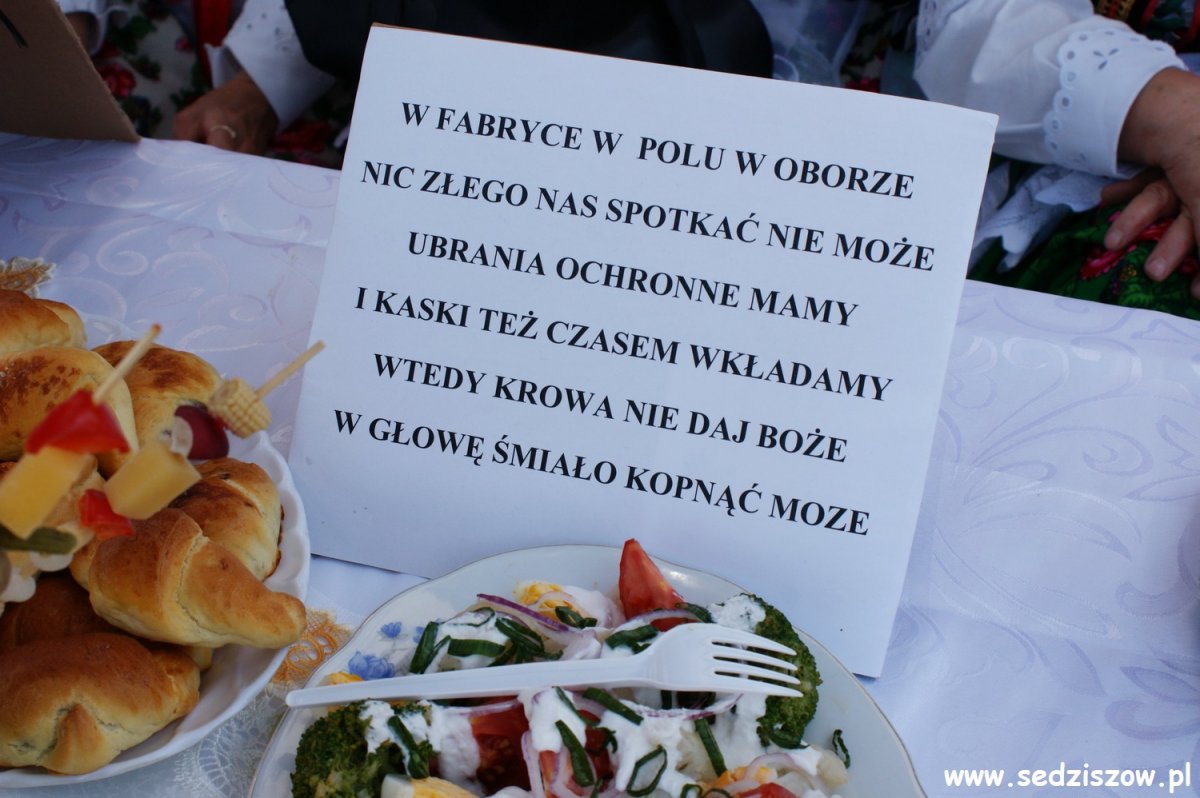 W FABRYCE W POLU W OBORZE
NIC ZŁEGO NAS SPOTKAĆ NIE MOŻE
UBRANIA OCHRONNE MAMY
I KASKI TEŻ CZASEM WKŁADAMY
WTEDY KROWA NIE DAJ BOŻE
W GŁOWĘ ŚMIAŁO KOPNĄĆ MOZE
www.sedziszow.pl